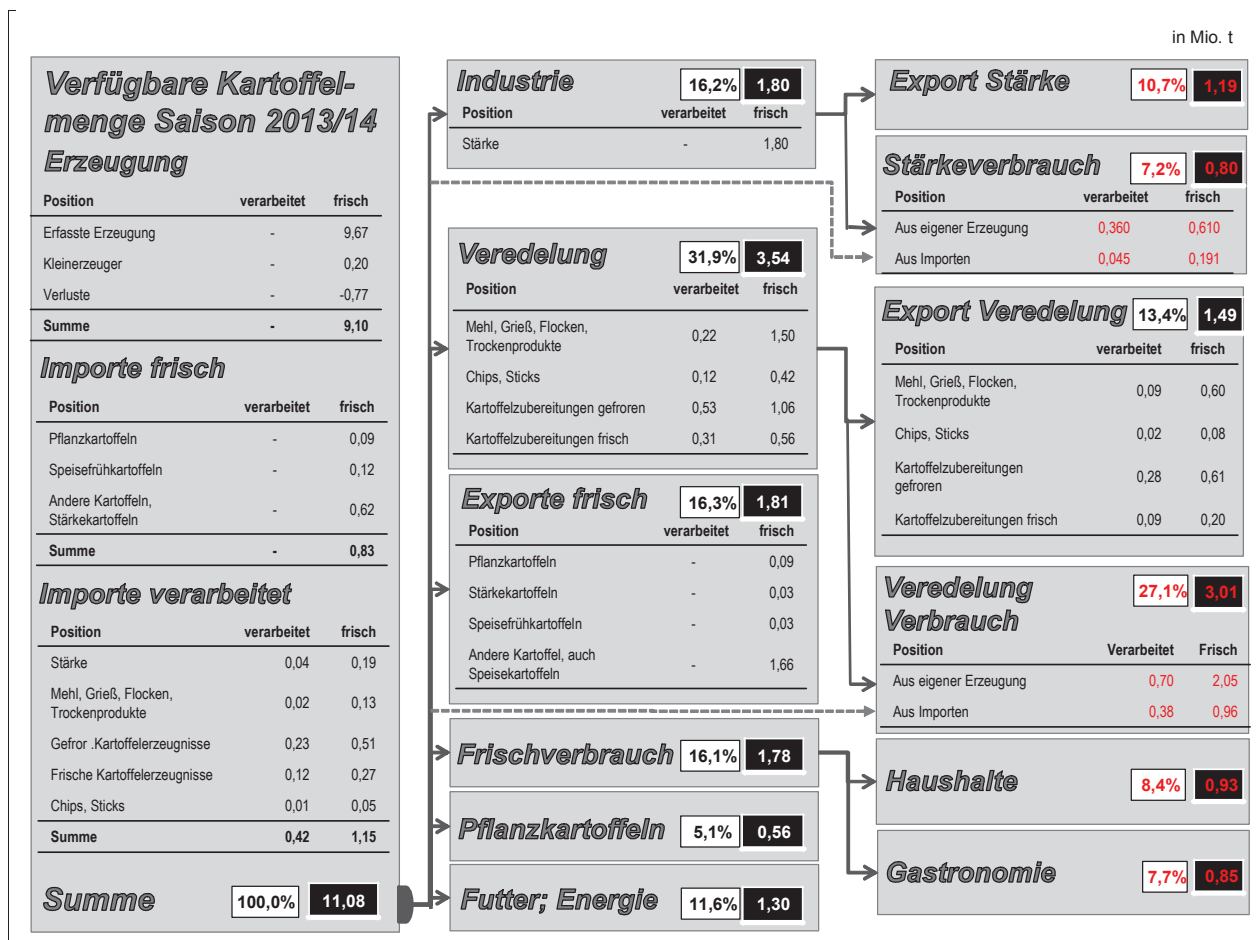 in Mio. t
Verfügbare Kartoffel-
menge Saison 2013/14
Erzeugung
Position verarbeitet frisch
Erfasste Erzeugung - 9,67
Kleinerzeuger - 0,20
Verluste - -0,77
Summe - 9,10
Importe frisch
Position verarbeitet frisch
Pflanzkartoffeln - 0,09
Speisefrühkartoffeln - 0,12
Andere Kartoffeln,
Stärkekartoffeln - 0,62
Summe - 0,83
Importe verarbeitet
Position verarbeitet frisch
Stärke 0,04 0,19
Mehl, Grieß, Flocken,
Trockenprodukte 0,02 0,13
Gefror .Kartoffelerzeugnisse 0,23 0,51
Frische Kartoffelerzeugnisse 0,12 0,27
Chips, Sticks 0,01 0,05
Summe 0,42 1,15
Summe 100,0% 11,08
Industrie 16,2% 1,80
Position verarbeitet frisch
Stärke - 1,80
Veredelung 31,9% 3,54
Position verarbeitet frisch
Mehl, Grieß, Flocken,
Trockenprodukte 0,22 1,50
Chips, Sticks 0,12 0,42
Kartoffelzubereitungen gefroren 0,53 1,06
Kartoffelzubereitungen frisch 0,31 0,56
Exporte frisch 16,3% 1,81
Position verarbeitet frisch
Pflanzkartoffeln - 0,09
Stärkekartoffeln - 0,03
Speisefrühkartoffeln - 0,03
Andere Kartoffel, auch
Speisekartoffeln - 1,66
Frischverbrauch 16,1% 1,78
Pflanzkartoffeln 5,1% 0,56
Futter; Energie 11,6% 1,30
Export Stärke 10,7% 1,19
Stärkeverbrauch 7,2% 0,80
Position verarbeitet frisch
Aus eigener Erzeugung 0,360 0,610
Aus Importen 0,045 0,191
Export Veredelung 13,4% 1,49
Position verarbeitet frisch
Mehl, Grieß, Flocken,
Trockenprodukte 0,09 0,60
Chips, Sticks 0,02 0,08
Kartoffelzubereitungen
gefroren 0,28 0,61
Kartoffelzubereitungen frisch 0,09 0,20
Veredelung 27,1% 3,01
Verbrauch
Position Verarbeitet Frisch
Aus eigener Erzeugung 0,70 2,05
Aus Importen 0,38 0,96
Haushalte 8,4% 0,93
Gastronomie 7,7% 0,85